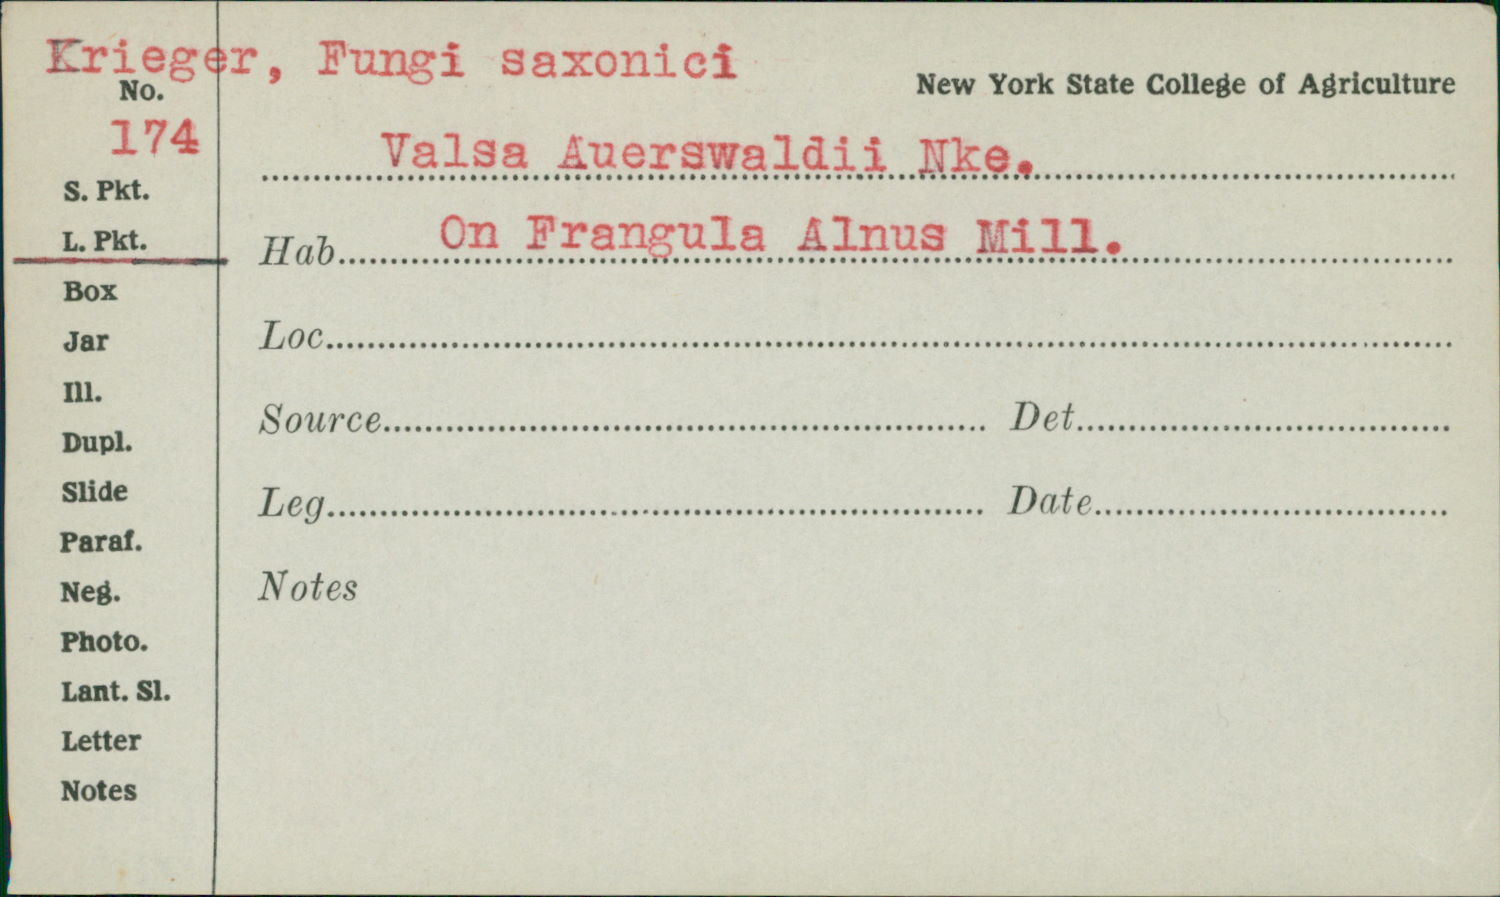 Krieger, Fungi saxonici
No.
New York State College of Agriculture
174
Valsa Auerswaldii Nke.
S. Pkt.
L. Pkt.
Hab. On Frangula Alnus Mill.
Box
Jar
Loc.
Ill.
Source Det.
Dupl.
Slide
Leg. Date
Paraf.
Neg.
Notes
Photo.
Lant. Sl.
Letter
Notes